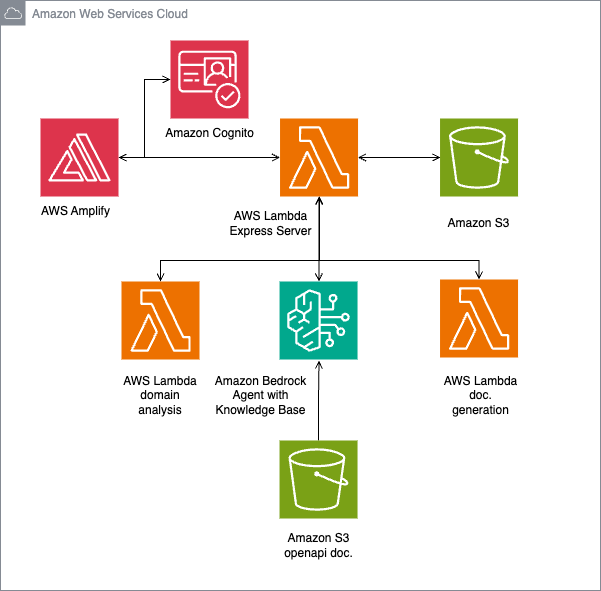 Amazon Web Services Cloud
Amazon Cognito
AWS Amplify
AWS Lambda
Express Server
Amazon S3
AWS Lambda
domain
analysis
Amazon Bedrock
Agent with
Knowledge Base
AWS Lambda
doc.
generation
Amazon S3
openapi doc.